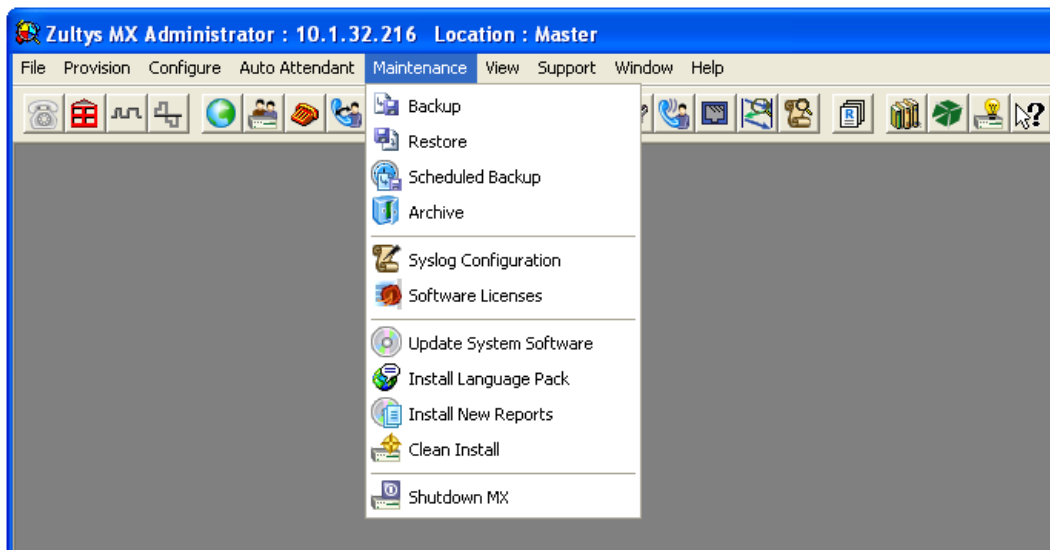 Zultys MX Administrator : 10.1.32.216 Location : Master
File Provision Configure Auto Attendant Maintenance View Support Window Help
Backup
Restore
Scheduled Backup
Archive
Syslog Configuration
Software Licenses
Update System Software
Install Language Pack
Install New Reports
Clean Install
Shutdown MX